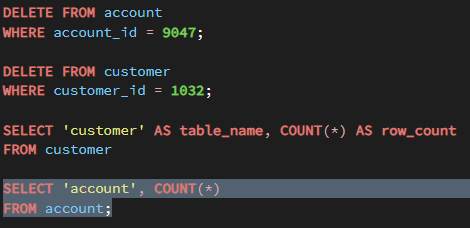 DELETE FROM account
WHERE account_id = 9047;
DELETE FROM customer
WHERE customer_id = 1032;
SELECT 'customer' AS table_name, COUNT(*) AS row_count
FROM customer
SELECT 'account', COUNT(*)
FROM account;